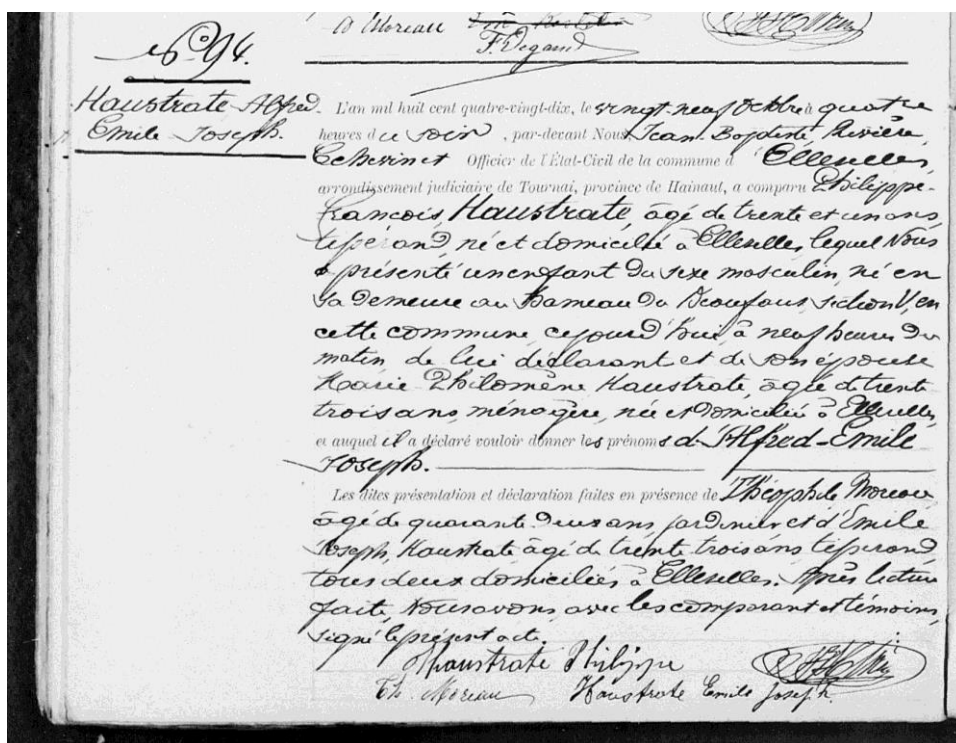 A Moreau
F. Degand
N° 94.
Haustrate Alfred
Emile Joseph.
L'an mil huit cent quatre-vingt-dix, le vingt-neuf Octobre à quatre
heures du soir, par-devant Nous Jean-Baptiste Rivière
Echevin et Officier de l'État-Civil de la commune d'Ellezelles,
arrondissement judiciaire de Tournai, province de Hainaut, a comparu Philippe-
François Haustrate âgé de trente et un ans,
tisserand né et domicilié à Ellezelles, lequel Nous
a présenté un enfant du sexe masculin, né en
sa demeure au hameau du section V, en
cette commune cejourd'hui à neuf heures du
matin de lui déclarant et de son épouse
Marie Philomène Haustrate, âgée de trente
trois ans, ménagère, née et domiciliée à Ellezelles,
et auquel il a déclaré vouloir donner les prénoms d'Alfred-Emile
Joseph.
Les dites présentation et déclaration faites en présence de Théophile Moreau
âgé de quarante deux ans jardinier et d'Emile
Joseph Haustrate âgé de trente trois ans tisserand,
tous deux domiciliés à Ellezelles. Après lecture
faite, Nous avons avec les comparant et témoins,
signé le présent acte.
Haustrate Philippe
Th. Moreau Haustrate Emile Joseph.